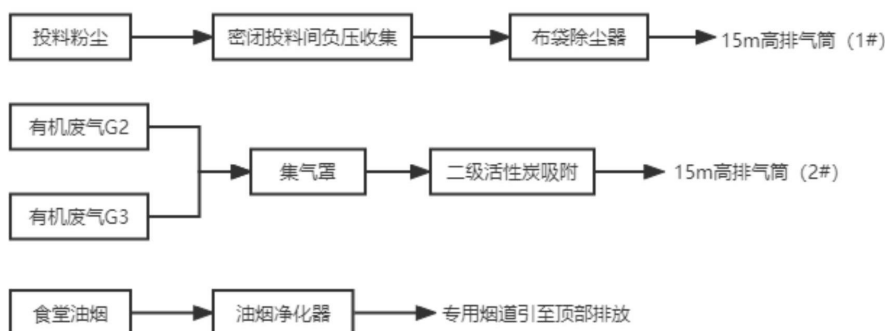 投料粉尘 密闭投料间负压收集 布袋除尘器 15m高排气筒（1#）
有机废气G2
集气罩 二级活性炭吸附 15m高排气筒（2#）
有机废气G3
食堂油烟 油烟净化器 专用烟道引至顶部排放